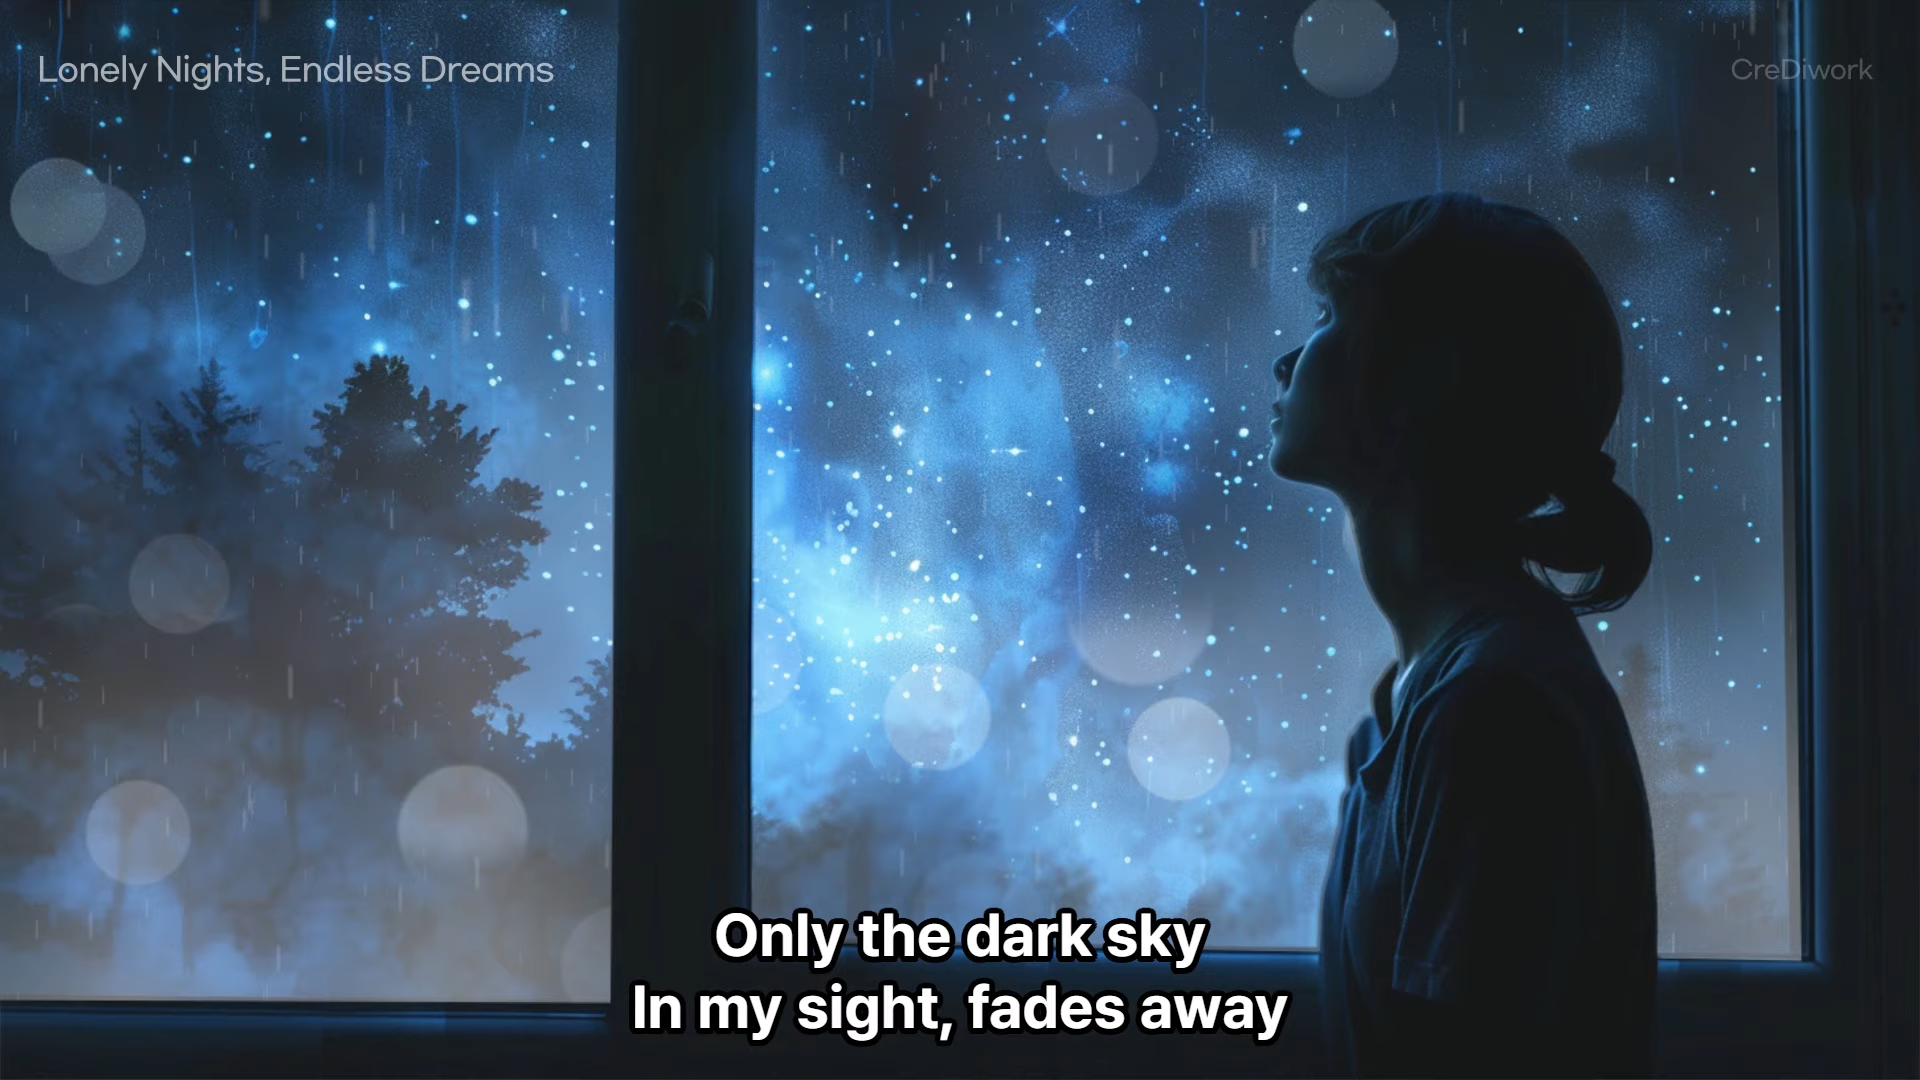 Lonely Nights, Endless Dreams
CreDiwork
Only the dark sky
In my sight, fades away